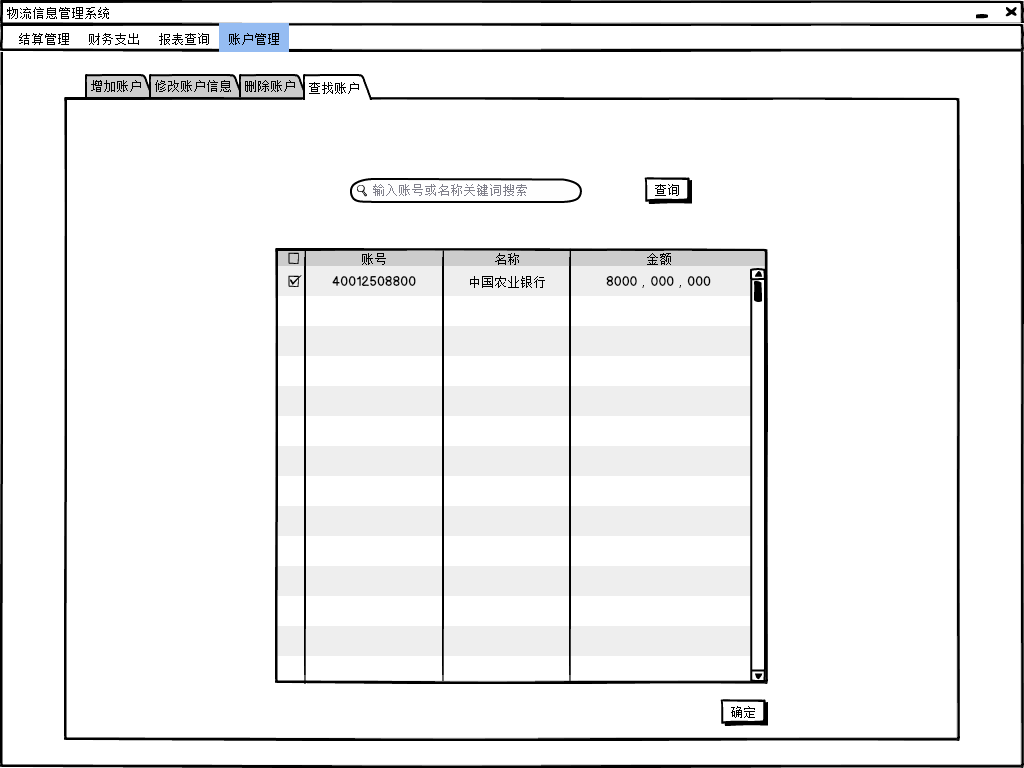 物流信息管理系统
结算管理 财务支出 报表查询 账户管理
增加账户 修改账户信息 删除账户 查找账户
输入账号或名称关键词搜索 查询
账号 名称 金额
40012508800 中国农业银行 8000 , 000 , 000
确定